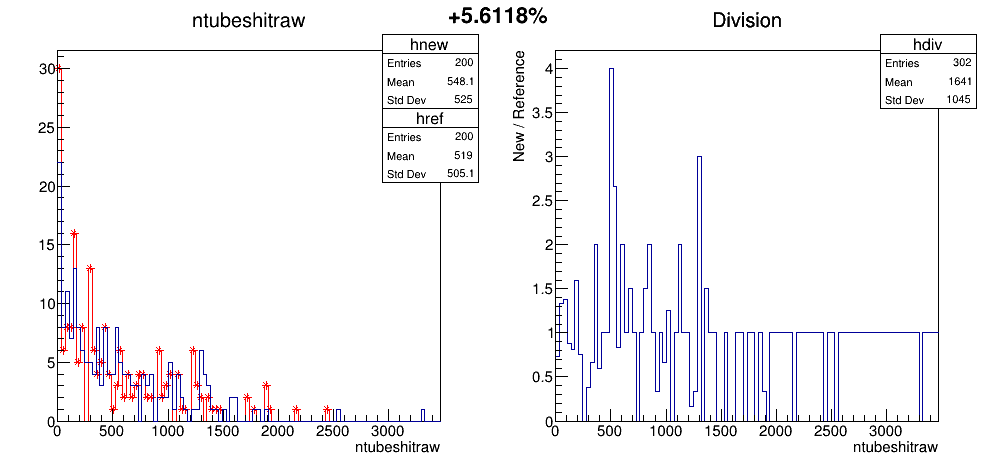 +5.6118%
ntubeshitraw
hnew
Entries 200
Mean 548.1
Std Dev 525
href
Entries 200
Mean 519
Std Dev 505.1
30
25
20
15
10
5
0
0 500 1000 1500 2000 2500 3000
ntubeshitraw
Division
hdiv
Entries 302
Mean 1641
Std Dev 1045
New / Reference
4
3.5
3
2.5
2
1.5
1
0.5
0
0 500 1000 1500 2000 2500 3000
ntubeshitraw